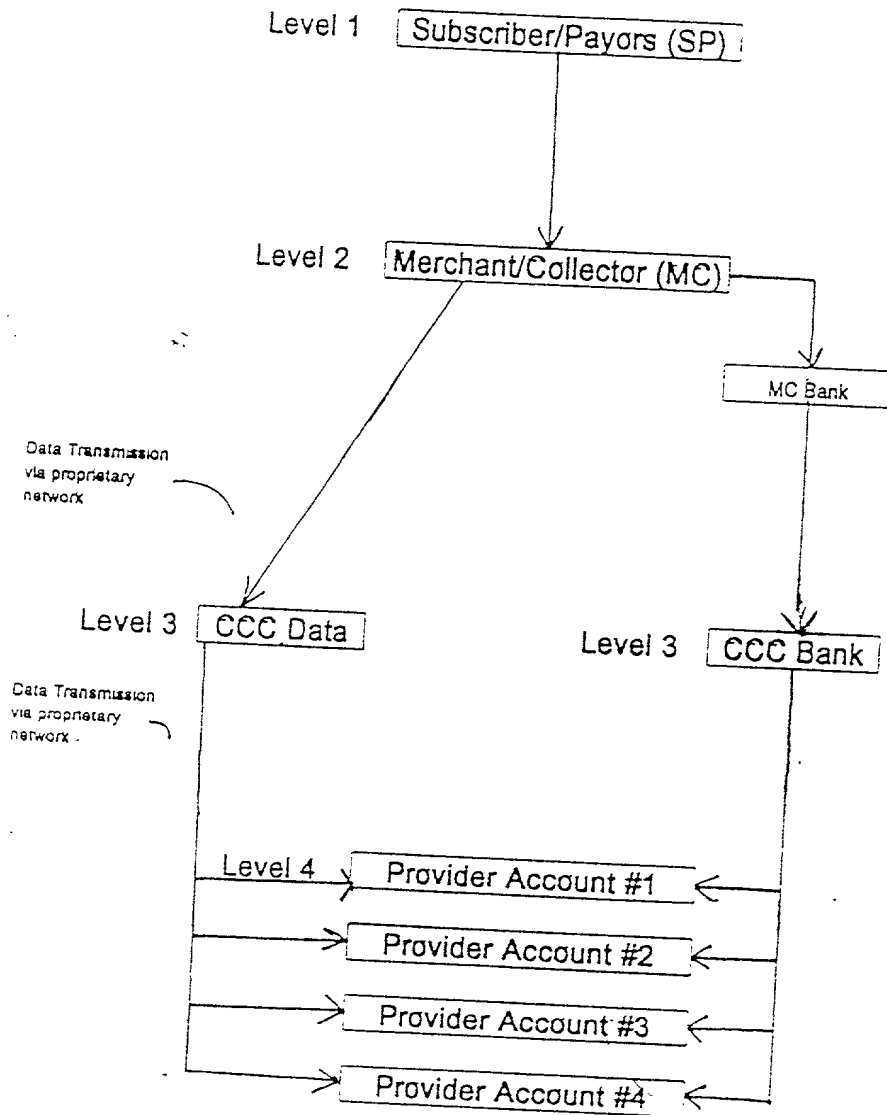 Level 1
Subscriber/Payors (SP)
Level 2
Merchant/Collector (MC)
MC Bank
Data Transmission
via proprietary
network
Level 3
CCC Data
Level 3
CCC Bank
Data Transmission
via proprietary
network
Level 4
Provider Account #1
Provider Account #2
Provider Account #3
Provider Account #4